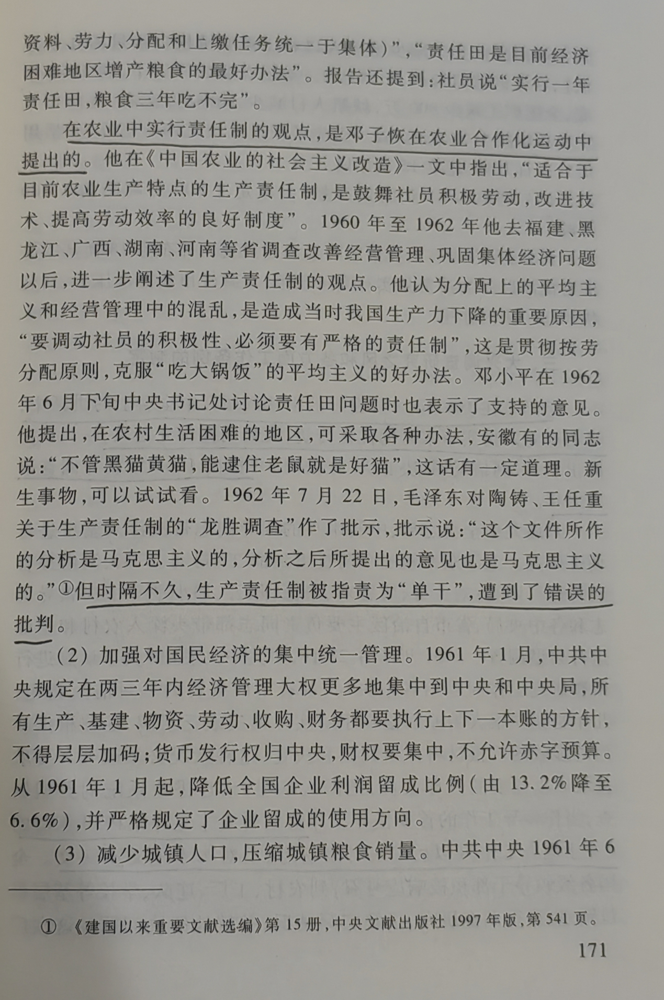 资料、劳力、分配和上缴任务统一于集体)”,“责任田是目前经济
困难地区增产粮食的最好办法”。报告还提到:社员说“实行一年
责任田,粮食三年吃不完”。
在农业中实行责任制的观点,是邓子恢在农业合作化运动中
提出的。他在《中国农业的社会主义改造》一文中指出,“适合于
目前农业生产特点的生产责任制,是鼓舞社员积极劳动,改进技
术、提高劳动效率的良好制度”。1960 年至 1962 年他去福建、黑
龙江、广西、湖南、河南等省调查改善经营管理、巩固集体经济问题
以后,进一步阐述了生产责任制的观点。他认为分配上的平均主
义和经营管理中的混乱,是造成当时我国生产力下降的重要原因,
“要调动社员的积极性、必须要有严格的责任制”,这是贯彻按劳
分配原则,克服“吃大锅饭”的平均主义的好办法。邓小平在 1962
年 6 月下旬中央书记处讨论责任田问题时也表示了支持的意见。
他提出,在农村生活困难的地区,可采取各种办法,安徽有的同志
说:“不管黑猫黄猫,能逮住老鼠就是好猫”,这话有一定道理。新
生事物,可以试试看。1962 年 7 月 22 日,毛泽东对陶铸、王任重
关于生产责任制的“龙胜调查”作了批示,批示说:“这个文件所作
的分析是马克思主义的,分析之后所提出的意见也是马克思主义
的。”①但时隔不久,生产责任制被指责为“单干”,遭到了错误的
批判。
(2) 加强对国民经济的集中统一管理。1961 年 1 月,中共中
央规定在两三年内经济管理大权更多地集中到中央和中央局,所
有生产、基建、物资、劳动、收购、财务都要执行上下一本账的方针,
不得层层加码;货币发行权归中央,财权要集中,不允许赤字预算。
从 1961 年 1 月起,降低全国企业利润留成比例(由 13.2%降至
6.6%),并严格规定了企业留成的使用方向。
(3) 减少城镇人口,压缩城镇粮食销量。中共中央 1961 年 6
① 《建国以来重要文献选编》第 15 册,中央文献出版社 1997 年版,第 541 页。
171